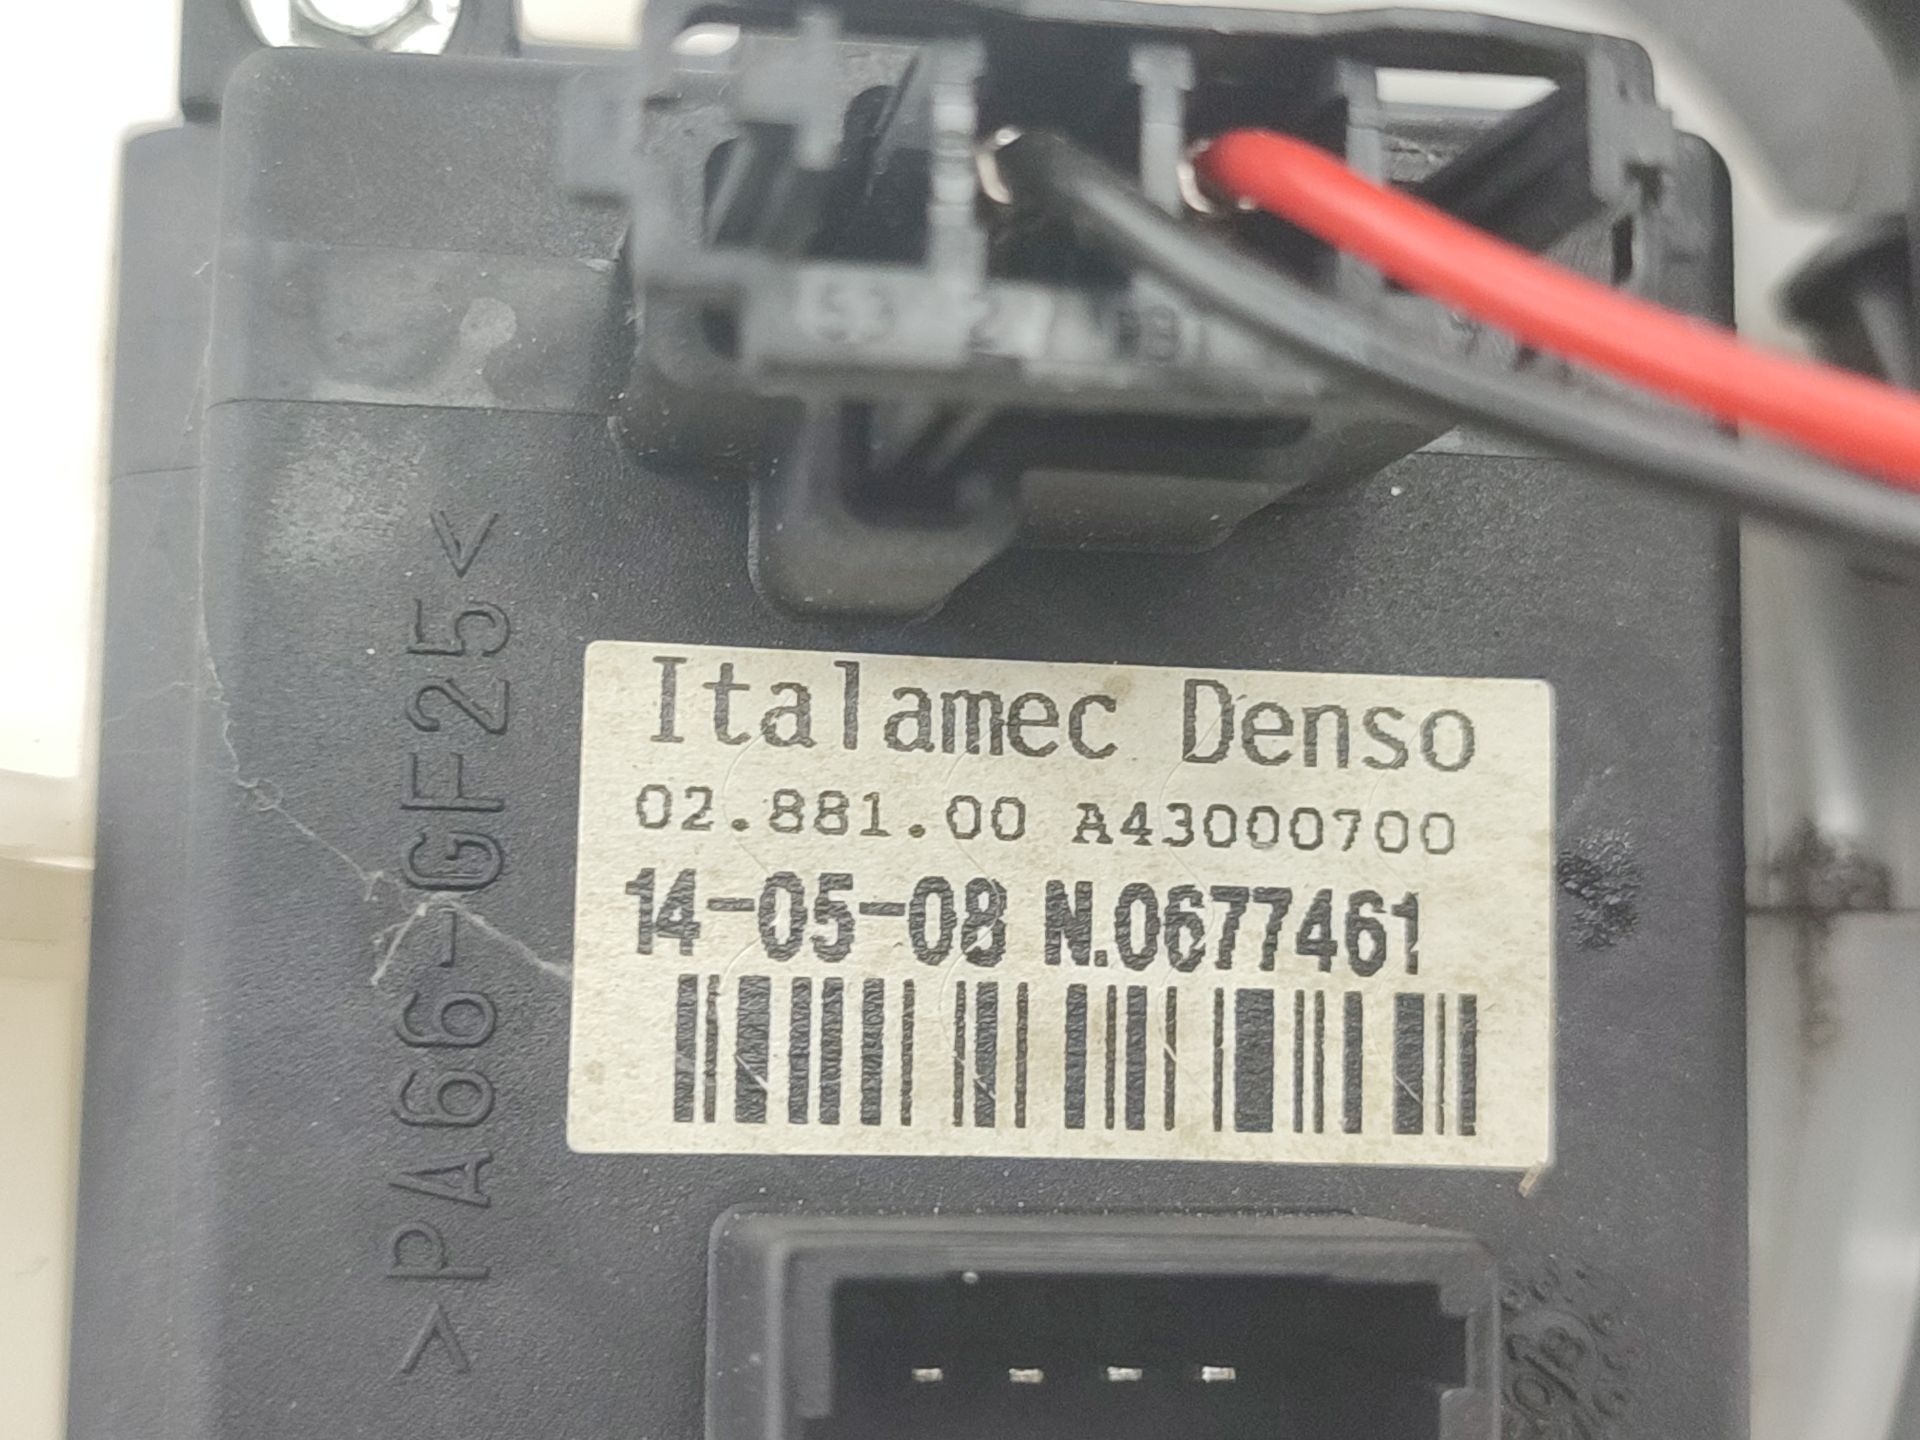 >PA66-GF25<
Italamec Denso
02.881.00 A43000700
14-05-08 N.0677461